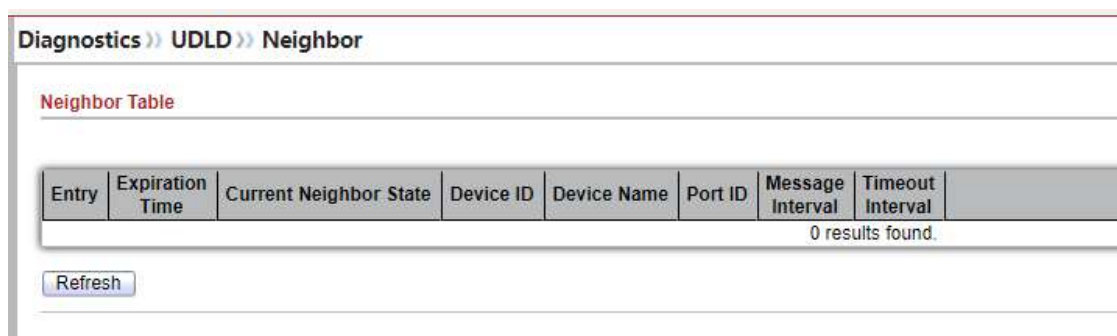 Diagnostics » UDLD » Neighbor
Neighbor Table
Entry Expiration Time Current Neighbor State Device ID Device Name Port ID Message Interval Timeout Interval
0 results found.
Refresh